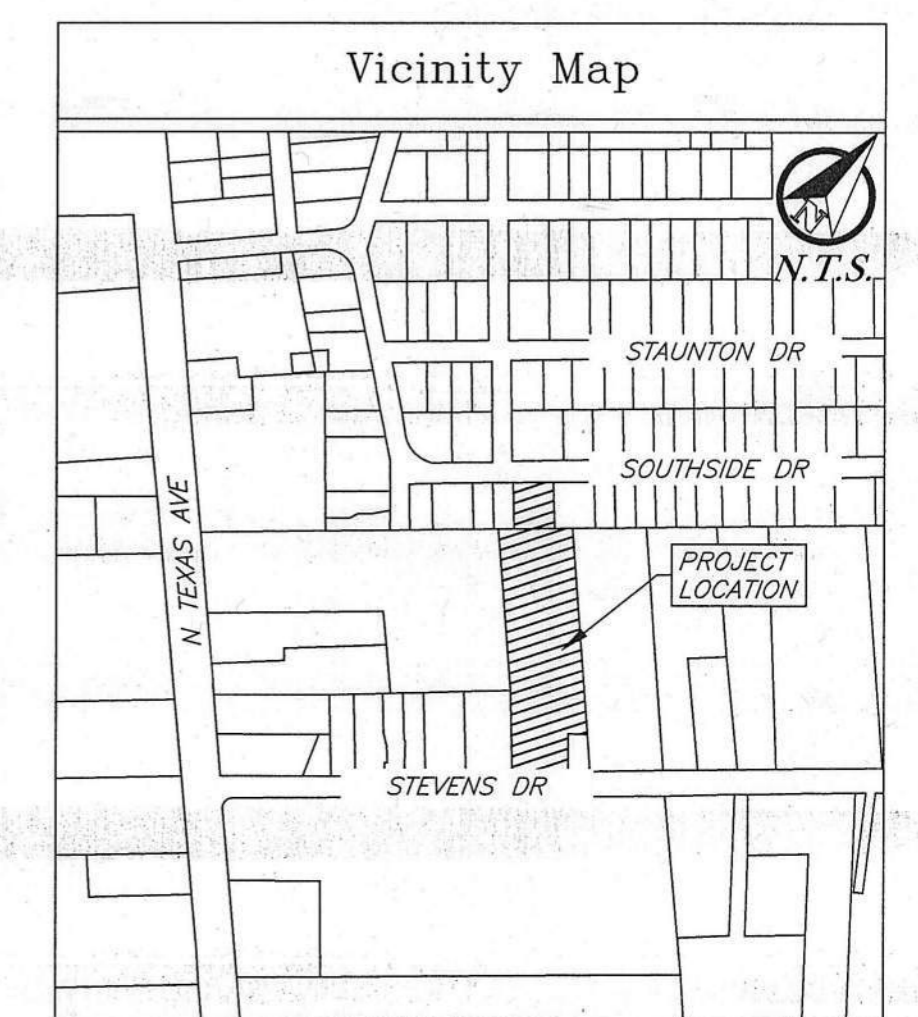 Vicinity Map
N
N.T.S.
STAUNTON DR
SOUTHSIDE DR
N TEXAS AVE
PROJECT
LOCATION
STEVENS DR